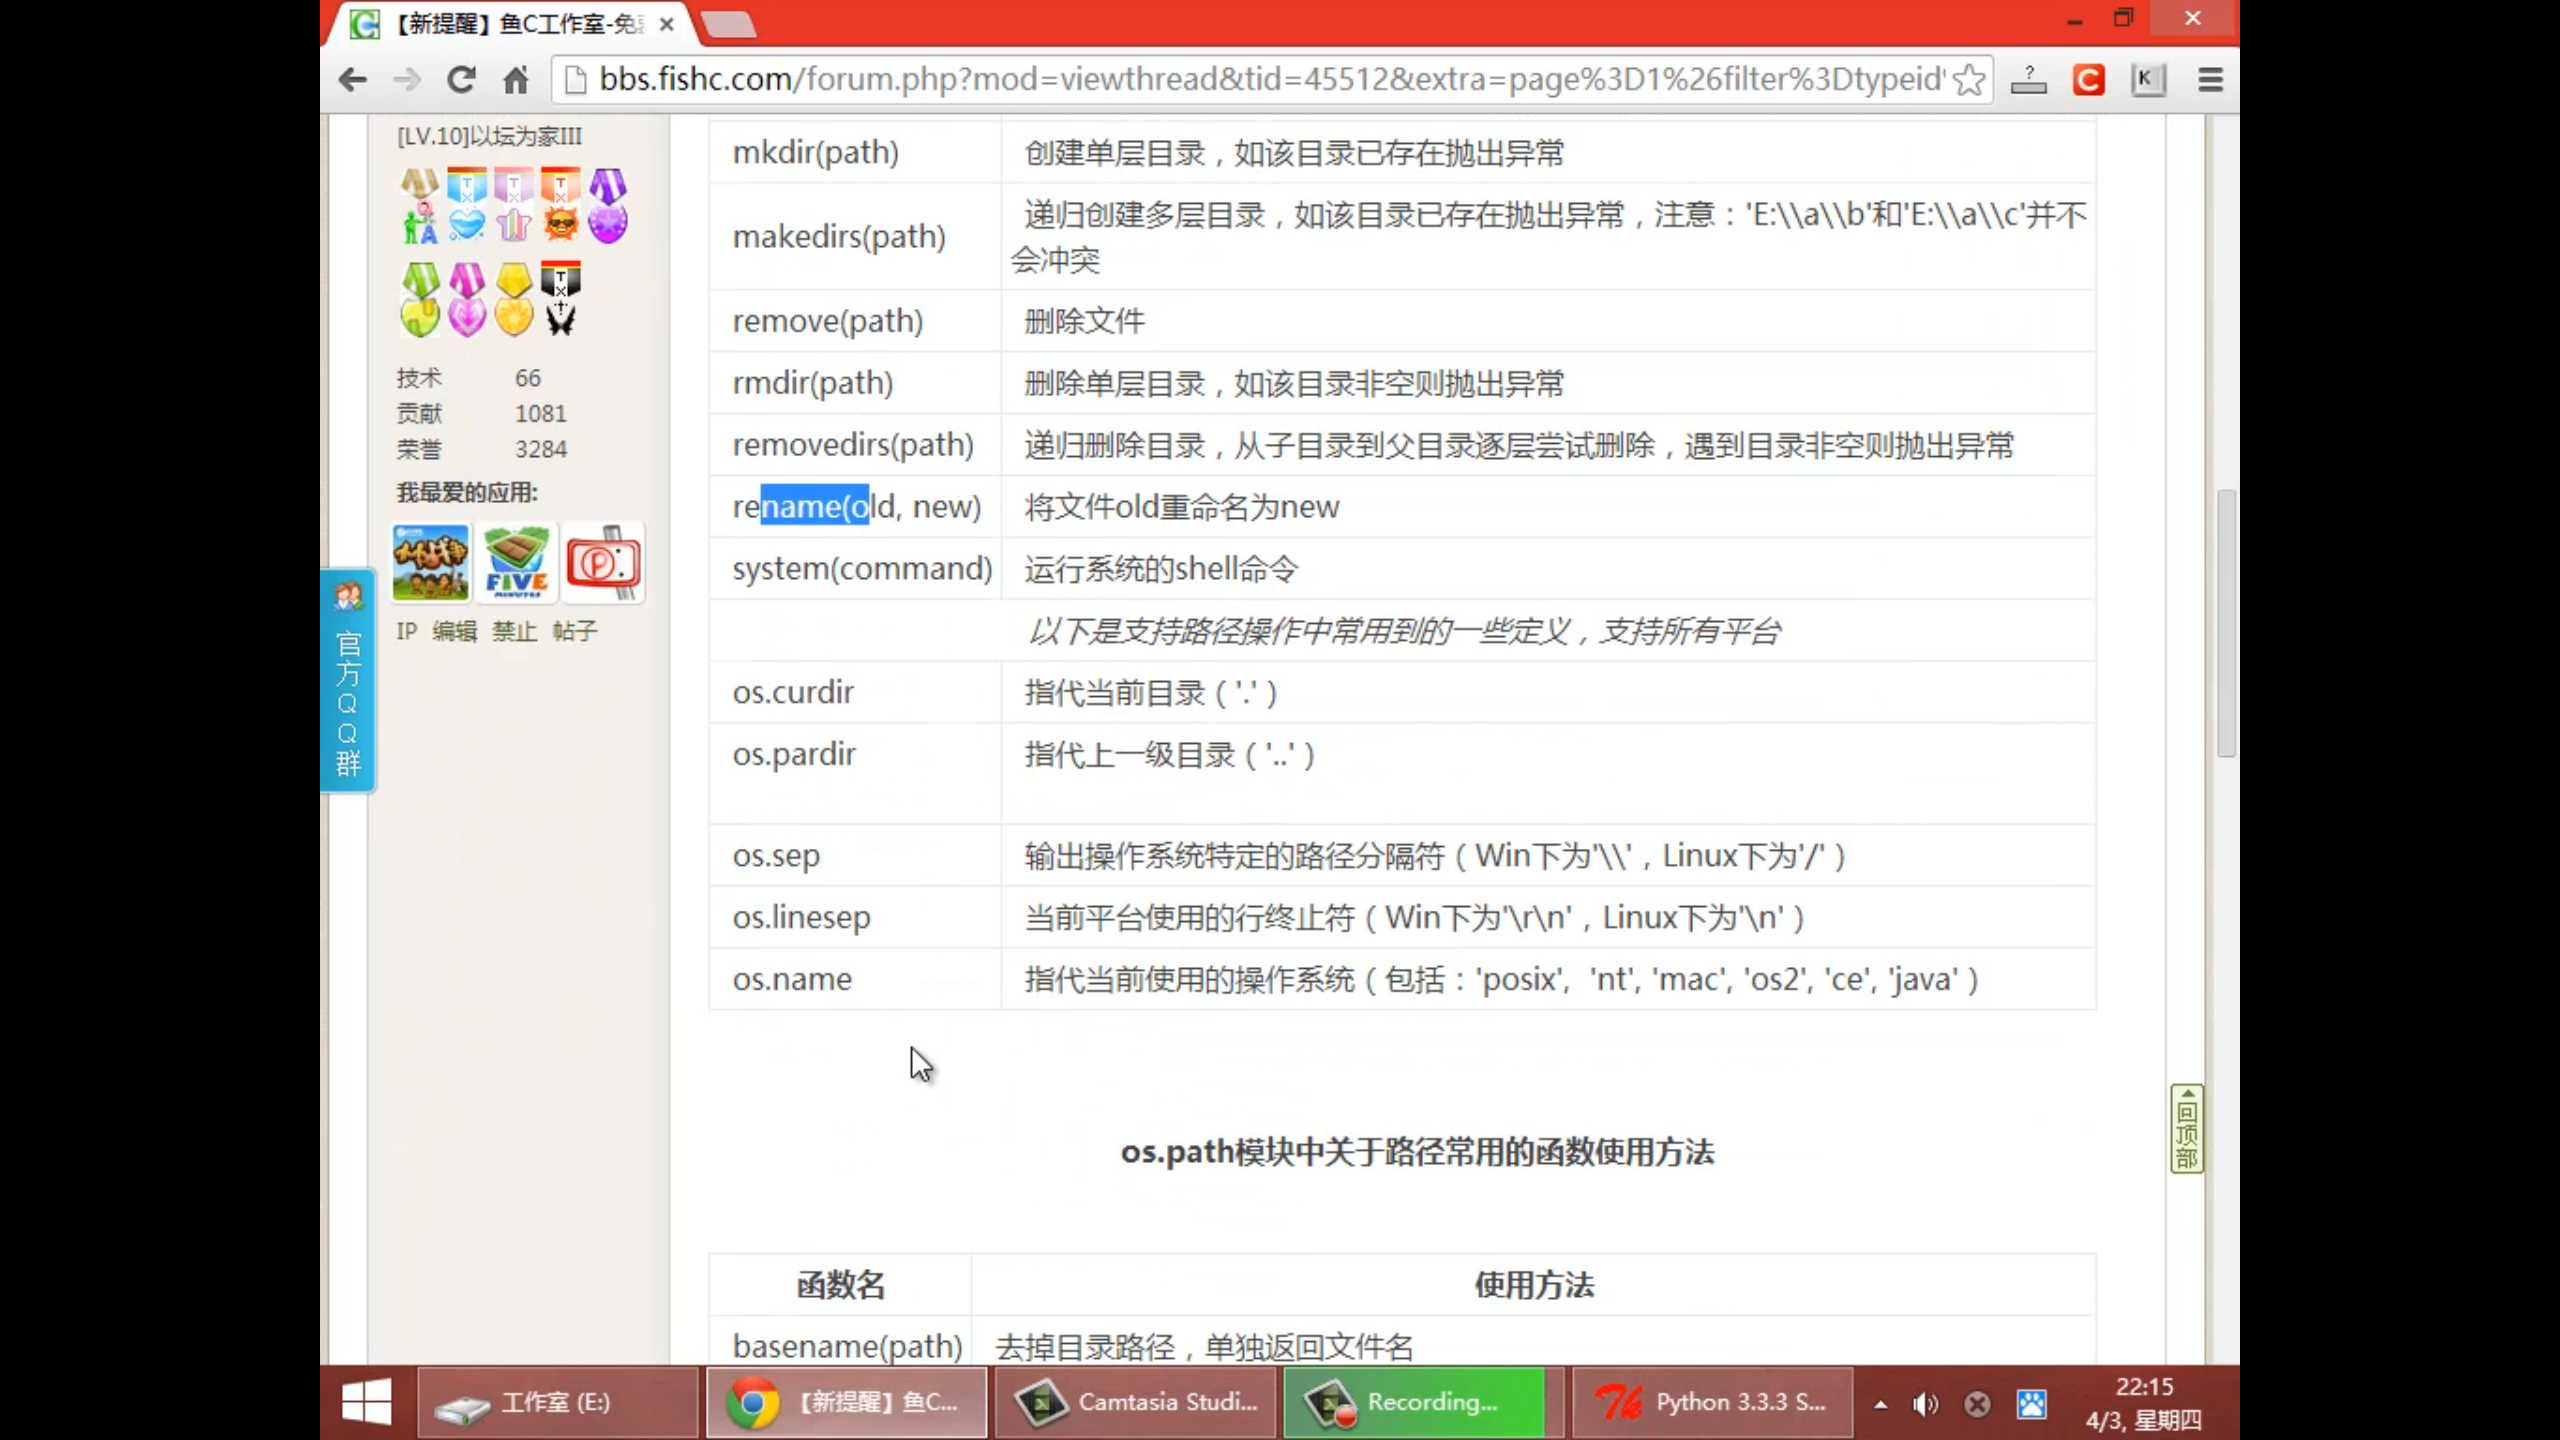 【新提醒】鱼C工作室-免
bbs.fishc.com/forum.php?mod=viewthread&tid=45512&extra=page%3D1%26filter%3Dtypeid'
[LV.10]以坛为家III
技术 66
贡献 1081
荣誉 3284
我最爱的应用:
FIVE
MINUTES
IP 编辑 禁止 帖子
官方QQ群
mkdir(path) 创建单层目录，如该目录已存在抛出异常
makedirs(path) 递归创建多层目录，如该目录已存在抛出异常，注意：'E:\\a\\b'和'E:\\a\\c'并不
会冲突
remove(path) 删除文件
rmdir(path) 删除单层目录，如该目录非空则抛出异常
removedirs(path) 递归删除目录，从子目录到父目录逐层尝试删除，遇到目录非空则抛出异常
rename(old, new) 将文件old重命名为new
system(command) 运行系统的shell命令
以下是支持路径操作中常用到的一些定义，支持所有平台
os.curdir 指代当前目录（'.'）
os.pardir 指代上一级目录（'..'）
os.sep 输出操作系统特定的路径分隔符（Win下为'\\'，Linux下为'/'）
os.linesep 当前平台使用的行终止符（Win下为'\r\n'，Linux下为'\n'）
os.name 指代当前使用的操作系统（包括：'posix', 'nt', 'mac', 'os2', 'ce', 'java'）
os.path模块中关于路径常用的函数使用方法
函数名 使用方法
basename(path) 去掉目录路径，单独返回文件名
回顶部
工作室 (E:)
【新提醒】鱼C...
Camtasia Studi...
Recording...
Python 3.3.3 S...
22:15
4/3, 星期四